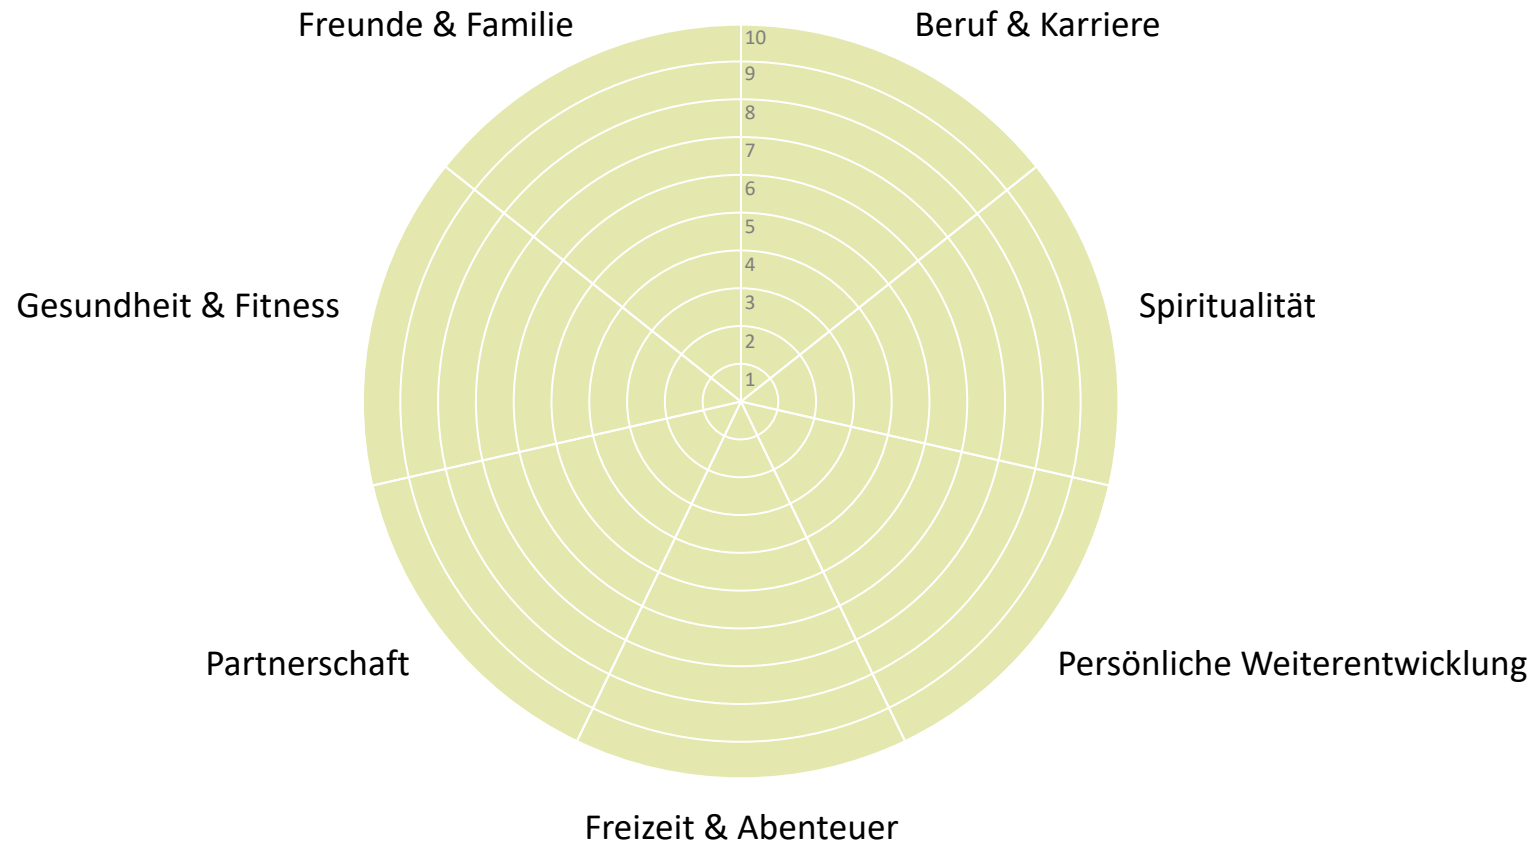 Freunde & Familie
Beruf & Karriere
10
9
8
7
6
5
4
3
2
1
Gesundheit & Fitness
Spiritualität
Partnerschaft
Persönliche Weiterentwicklung
Freizeit & Abenteuer